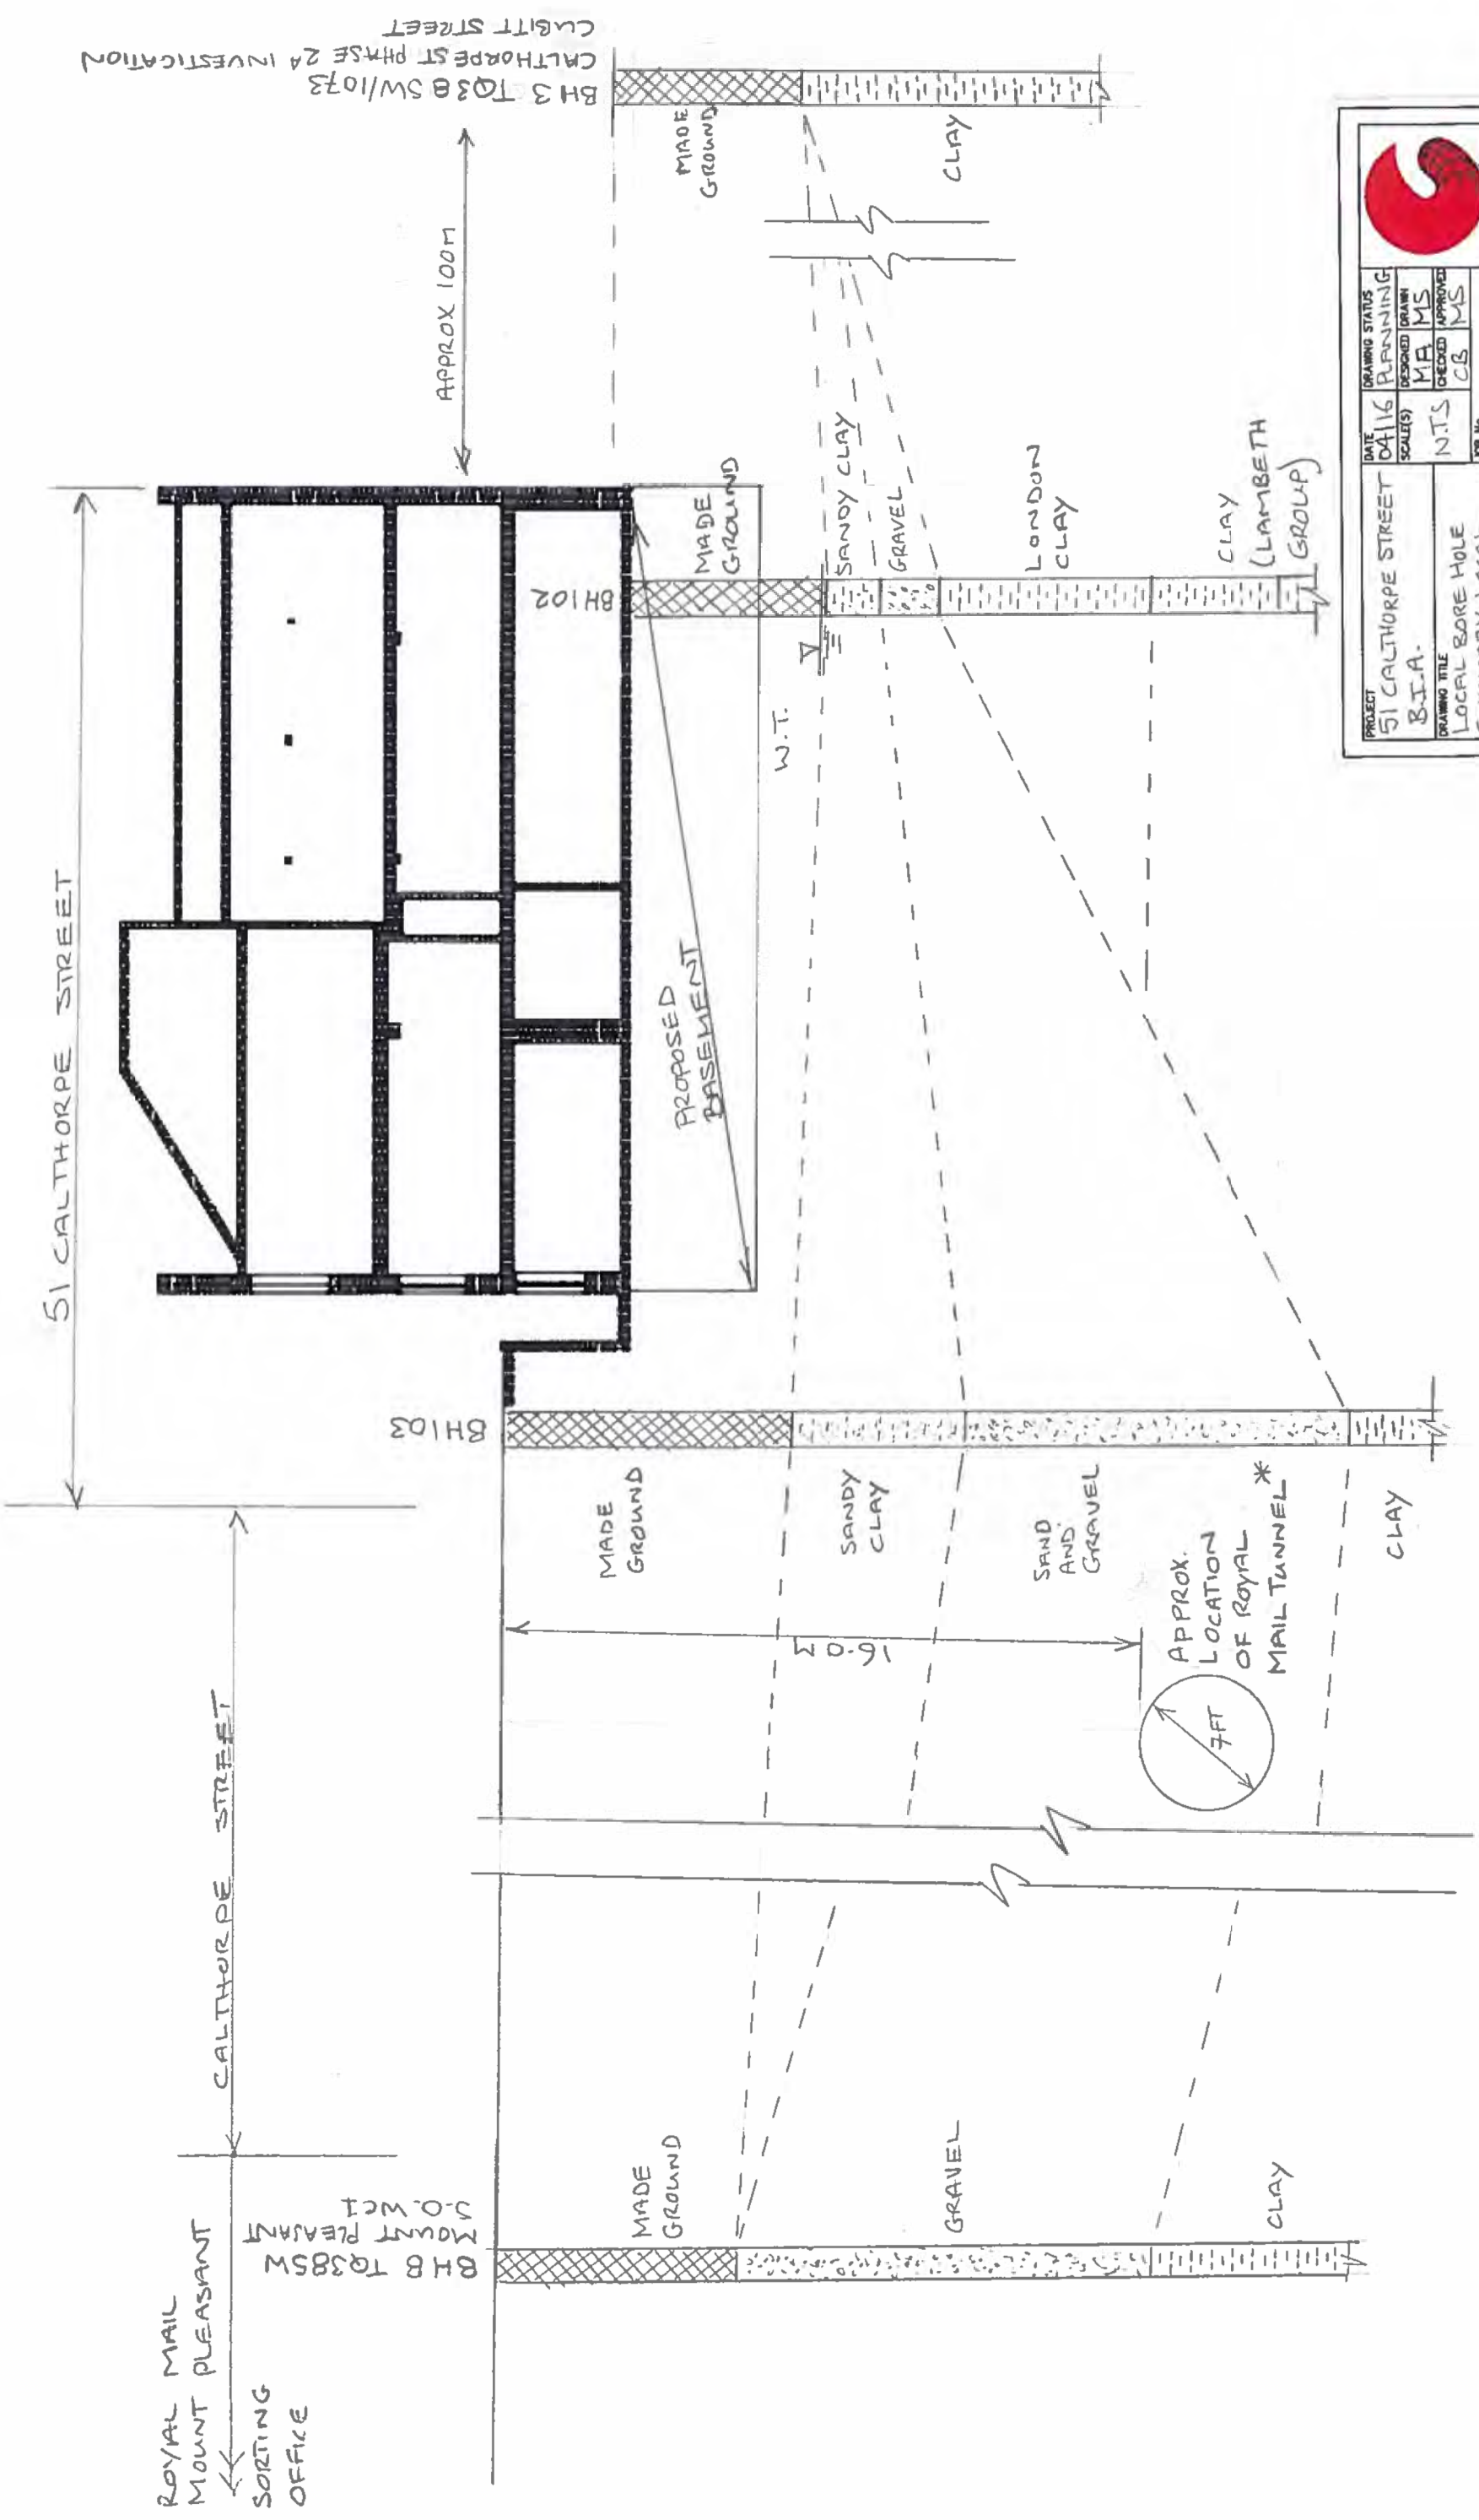 ROYAL MAIL
MOUNT PLEASANT
SORTING
OFFICE
CALTHORPE STREET
51 CALTHORPE STREET
APPROX 100M
BH 8 TQ38SW
MOUNT PLEASANT
S.O. WC1
BH103
BH102
BH 3 TQ38 SW/1073
CALTHORPE ST PHASE 2A INVESTIGATION
CUBITT STREET
MADE
GROUND
GRAVEL
CLAY
16.0M
7FT
APPROX.
LOCATION
OF ROYAL
MAIL TUNNEL*
MADE
GROUND
SANDY
CLAY
SAND
AND
GRAVEL
CLAY
PROPOSED
BASEMENT
W.T.
MADE
GROUND
SANDY CLAY
GRAVEL
LONDON
CLAY
CLAY
(LAMBETH
GROUP)
MADE
GROUND
CLAY
PROJECT
51 CALTHORPE STREET
B.I.A.
DRAWING TITLE
LOCAL BORE HOLE
DATE
04/16
DRAWING STATUS
PLANNING
SCALE(S)
N.T.S
DESIGNED
MA
DRAWN
MS
CHECKED
CB
APPROVED
MS